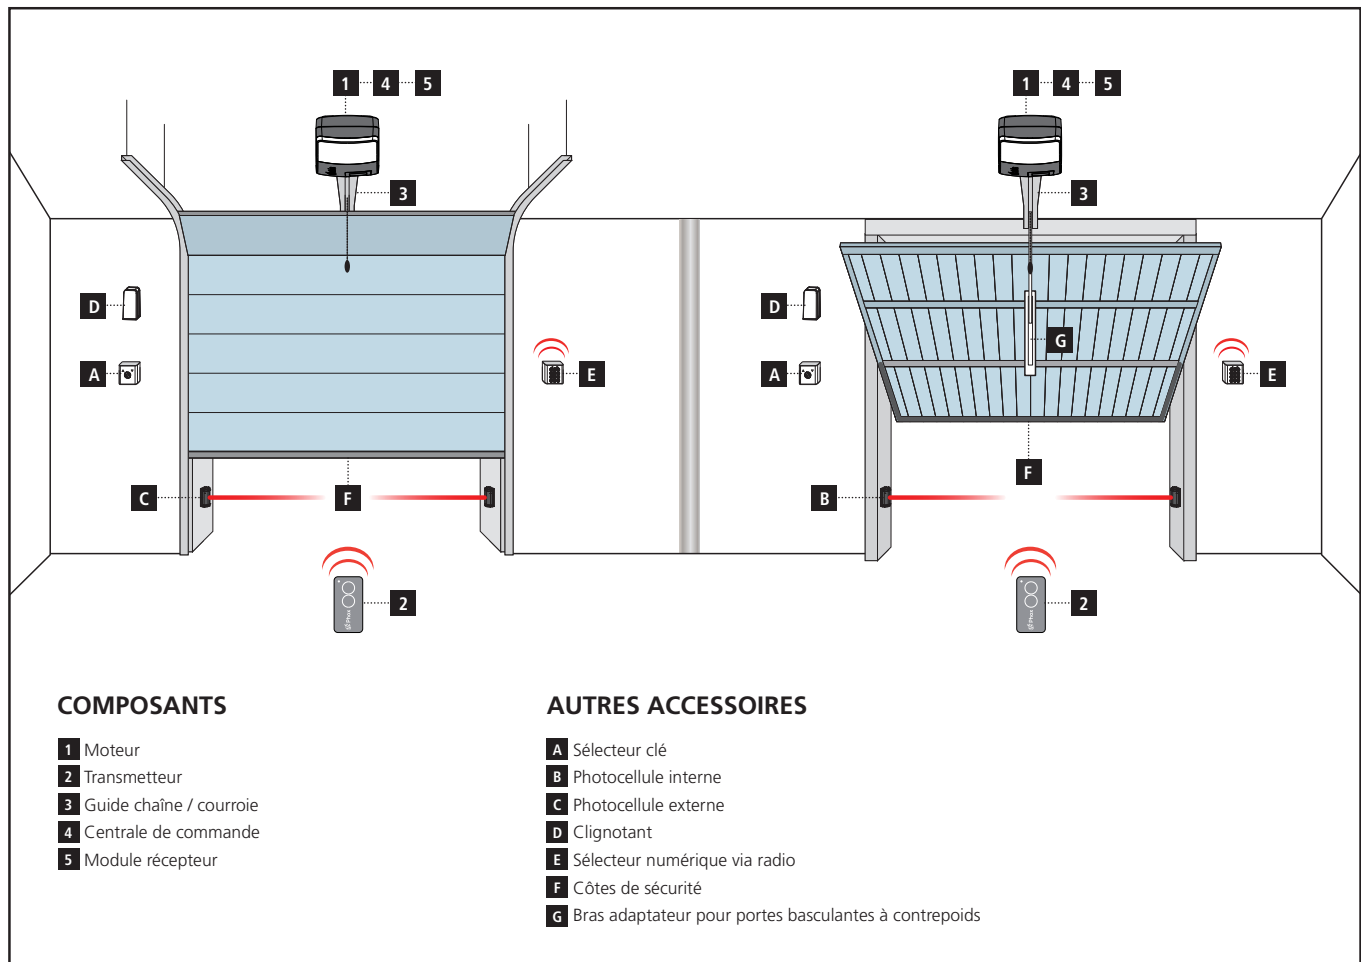 1 4 5
1 4 5
3
3
D
D
G
A
E
A
E
F
C
F
B
Phox
2
Phox
2
COMPOSANTS
1 Moteur
2 Transmetteur
3 Guide chaîne / courroie
4 Centrale de commande
5 Module récepteur
AUTRES ACCESSOIRES
A Sélecteur clé
B Photocellule interne
C Photocellule externe
D Clignotant
E Sélecteur numérique via radio
F Côtes de sécurité
G Bras adaptateur pour portes basculantes à contrepoids